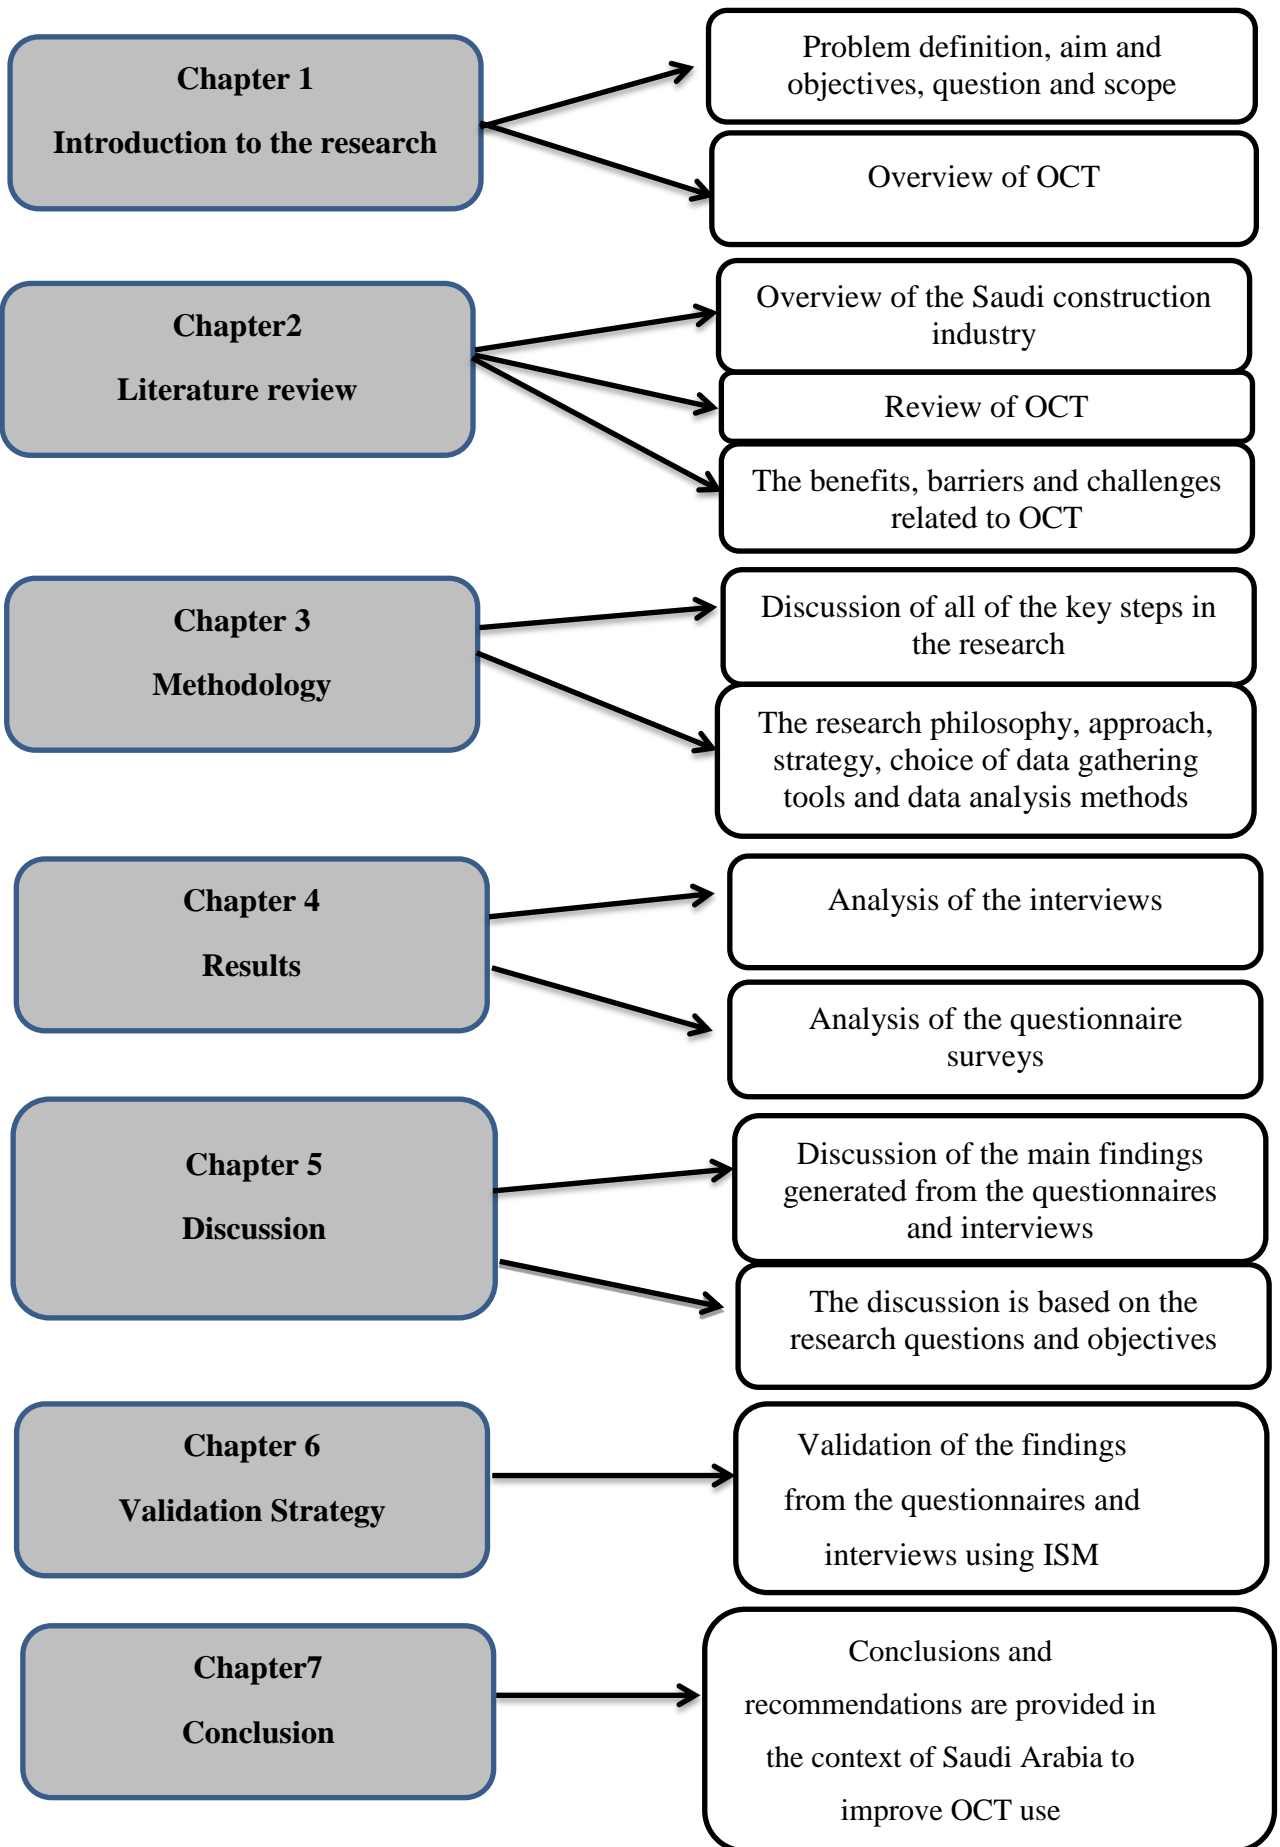 Chapter 1
Introduction to the research
Problem definition, aim and
objectives, question and scope
Overview of OCT
Chapter2
Literature review
Overview of the Saudi construction
industry
Review of OCT
The benefits, barriers and challenges
related to OCT
Chapter 3
Methodology
Discussion of all of the key steps in
the research
The research philosophy, approach,
strategy, choice of data gathering
tools and data analysis methods
Chapter 4
Results
Analysis of the interviews
Analysis of the questionnaire
surveys
Chapter 5
Discussion
Discussion of the main findings
generated from the questionnaires
and interviews
The discussion is based on the
research questions and objectives
Chapter 6
Validation Strategy
Validation of the findings
from the questionnaires and
interviews using ISM
Chapter7
Conclusion
Conclusions and
recommendations are provided in
the context of Saudi Arabia to
improve OCT use